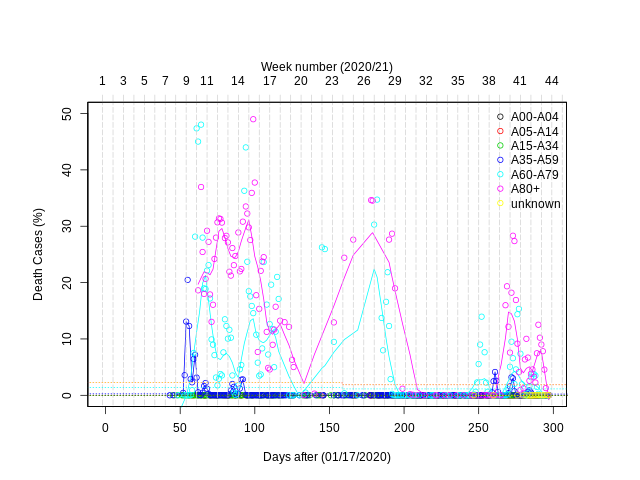 Week number (2020/21)
1 3 5 7 9 11 14 17 20 23 26 29 32 35 38 41 44
50
40
30
20
10
0
Death Cases (%)
A00-A04
A05-A14
A15-A34
A35-A59
A60-A79
A80+
unknown
0 50 100 150 200 250 300
Days after (01/17/2020)